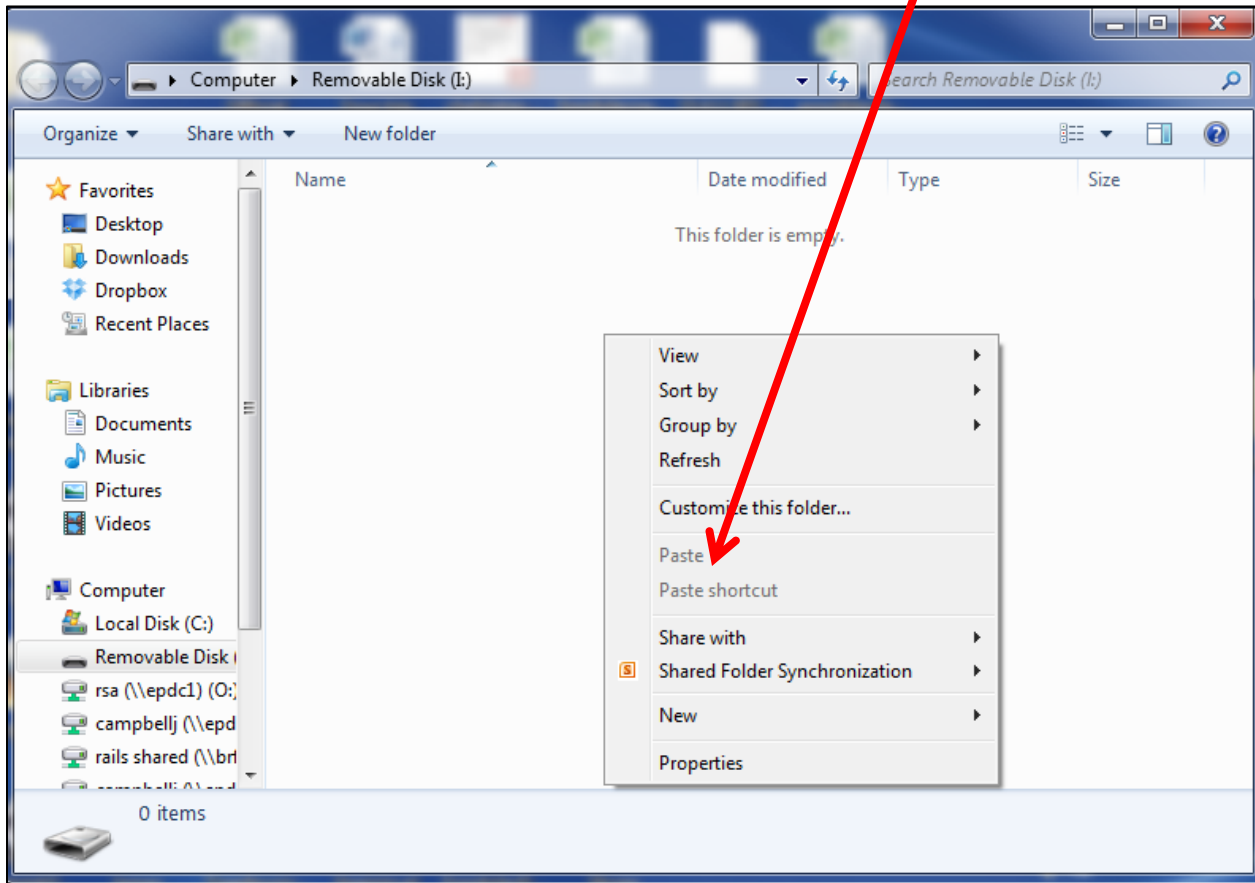 Computer Removable Disk (I:)
Search Removable Disk (I:)
Organize Share with New folder
Name Date modified Type Size
This folder is empty.
Favorites
Desktop
Downloads
Dropbox
Recent Places
Libraries
Documents
Music
Pictures
Videos
Computer
Local Disk (C:)
Removable Disk (
rsa (\\epdc1) (O:)
campbellj (\\epd
rails shared (\\brf
View
Sort by
Group by
Refresh
Customize this folder...
Paste
Paste shortcut
Share with
S Shared Folder Synchronization
New
Properties
0 items